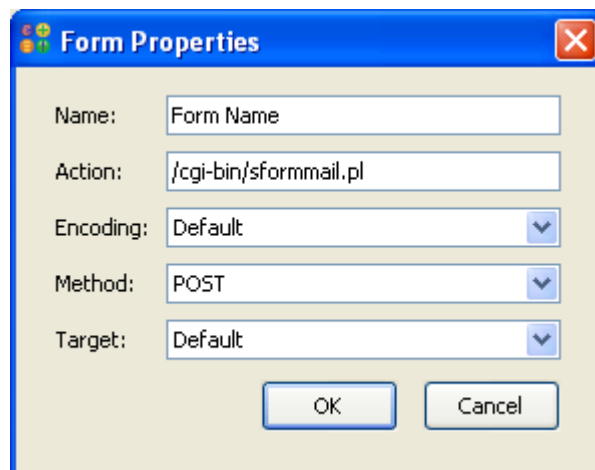 Form Properties
Name: Form Name
Action: /cgi-bin/sformmail.pl
Encoding: Default
Method: POST
Target: Default
OK Cancel